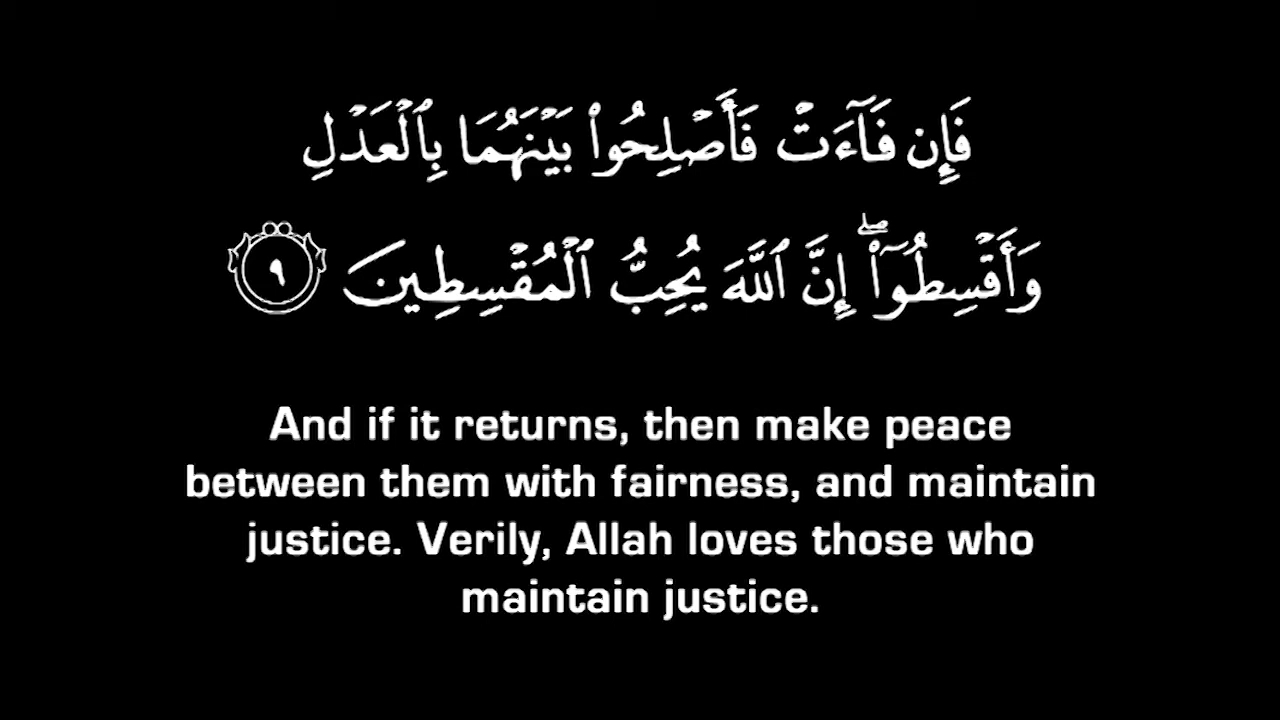 فَإِن فَآءَتْ فَأَصْلِحُوا۟ بَيْنَهُمَا بِٱلْعَدْلِ
وَأَقْسِطُوٓا۟ ۖ إِنَّ ٱللَّهَ يُحِبُّ ٱلْمُقْسِطِينَ ٩
And if it returns, then make peace
between them with fairness, and maintain
justice. Verily, Allah loves those who
maintain justice.